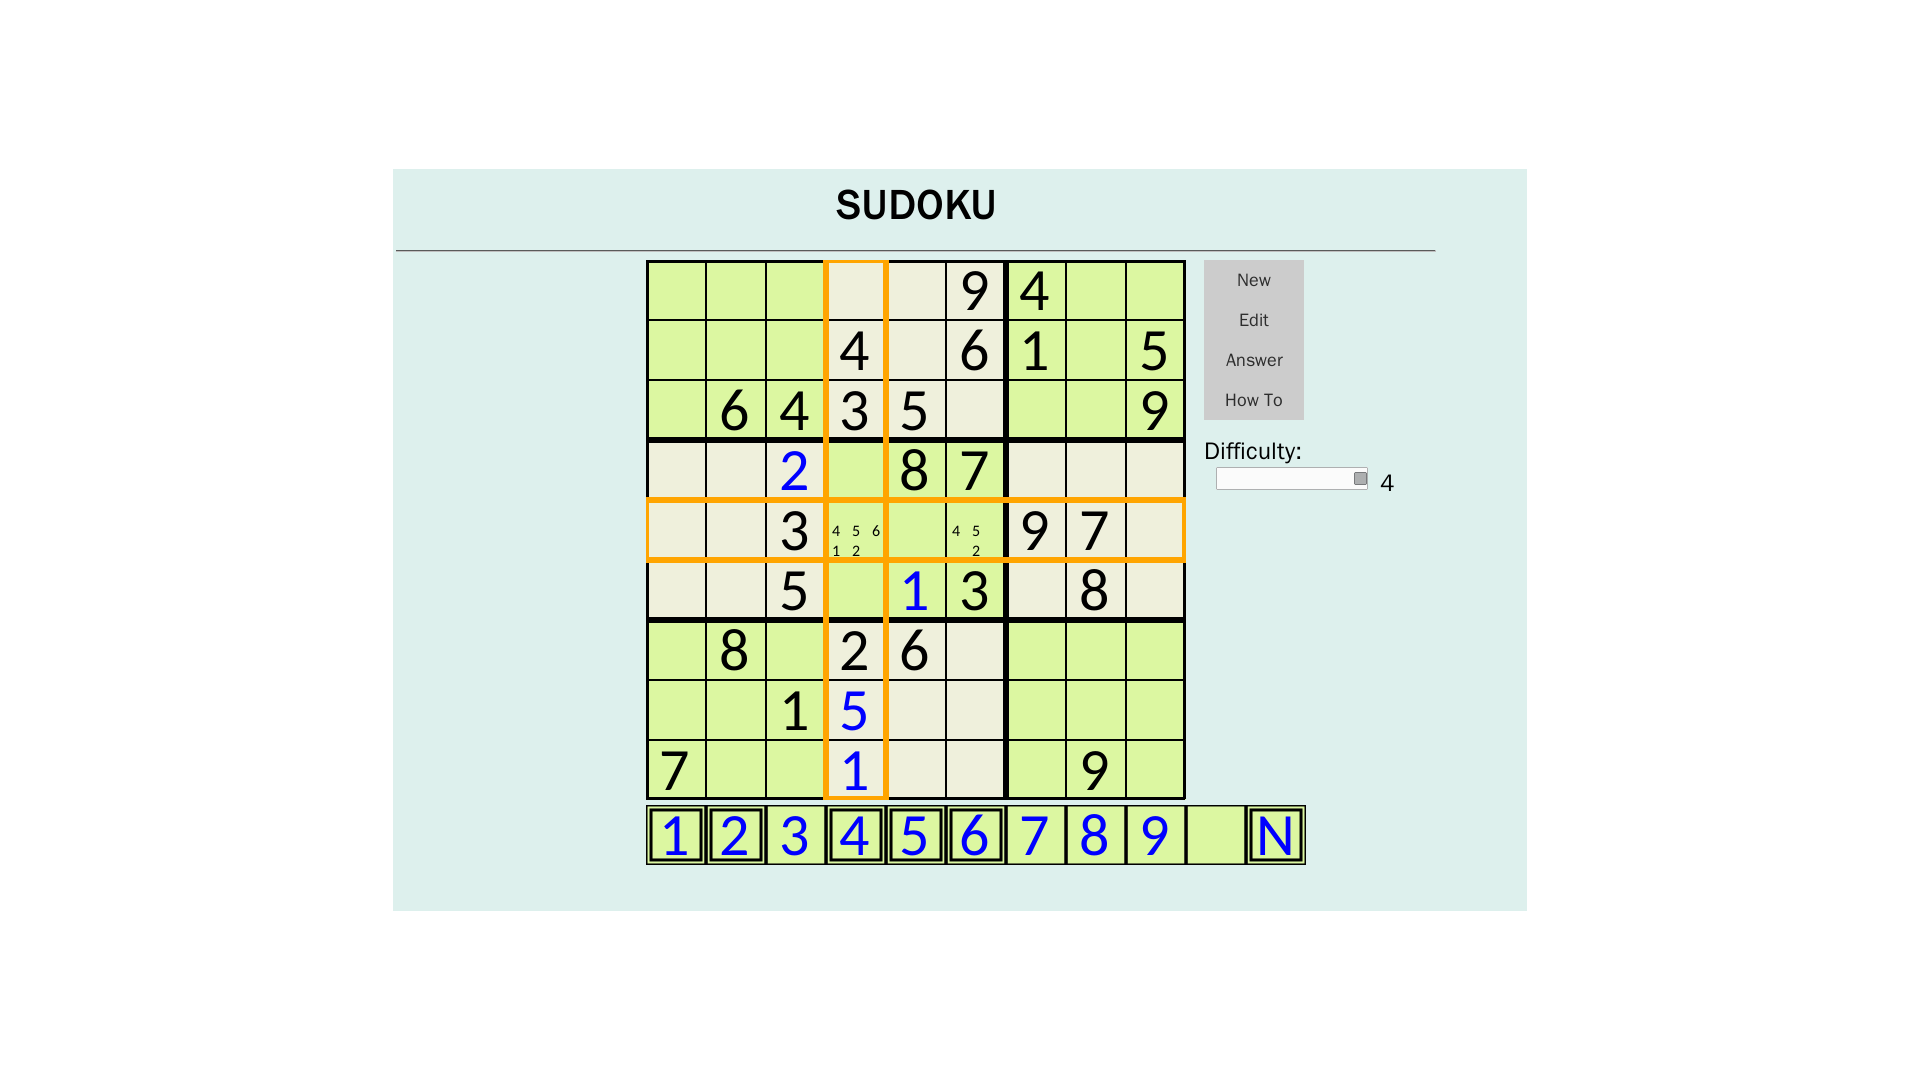 SUDOKU
9 4
4 6 1 5
6 4 3 5 9
2 8 7
3 4 5 6 1 2 4 5 2 9 7
5 1 3 8
8 2 6
1 5
7 1 9
1 2 3 4 5 6 7 8 9 N
New
Edit
Answer
How To
Difficulty:
4